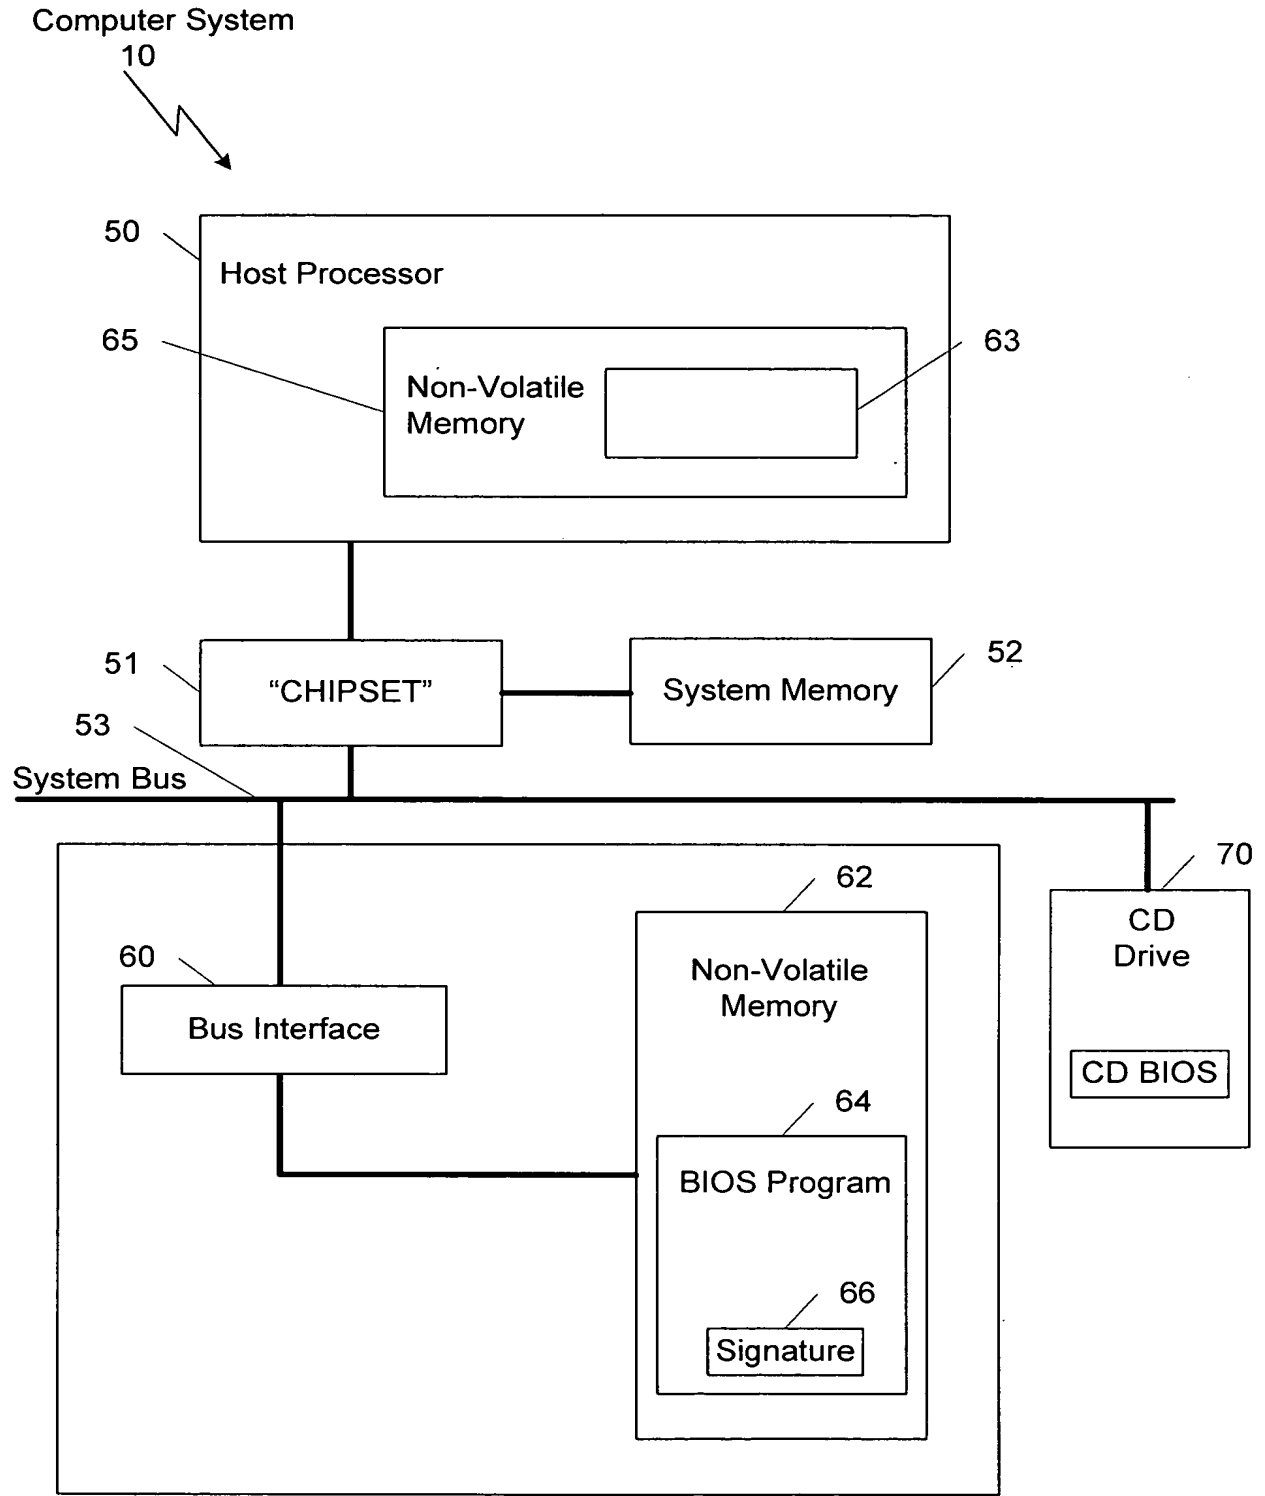 Computer System
10
50
Host Processor
65
63
Non-Volatile
Memory
51
52
“CHIPSET”
System Memory
53
System Bus
70
62
CD
Drive
60
Non-Volatile
Memory
Bus Interface
CD BIOS
64
BIOS Program
66
Signature